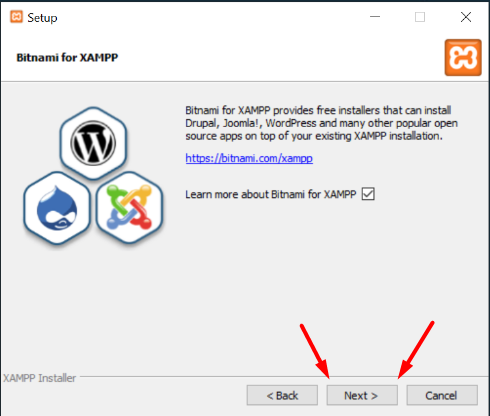 Setup
Bitnami for XAMPP
Bitnami for XAMPP provides free installers that can install
Drupal, Joomla!, WordPress and many other popular open
source apps on top of your existing XAMPP installation.
https://bitnami.com/xampp
Learn more about Bitnami for XAMPP
XAMPP Installer
< Back
Next >
Cancel